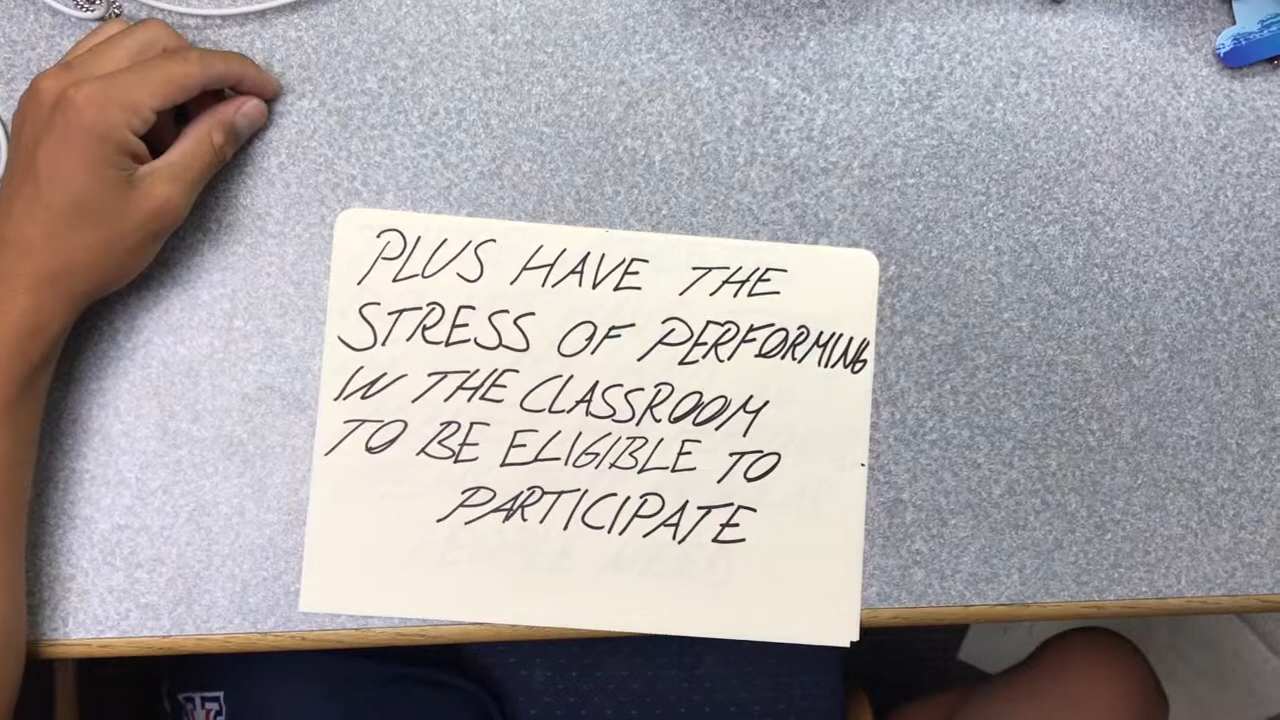 PLUS HAVE THE
STRESS OF PERFORMING
IN THE CLASSROOM
TO BE ELIGIBLE TO
PARTICIPATE